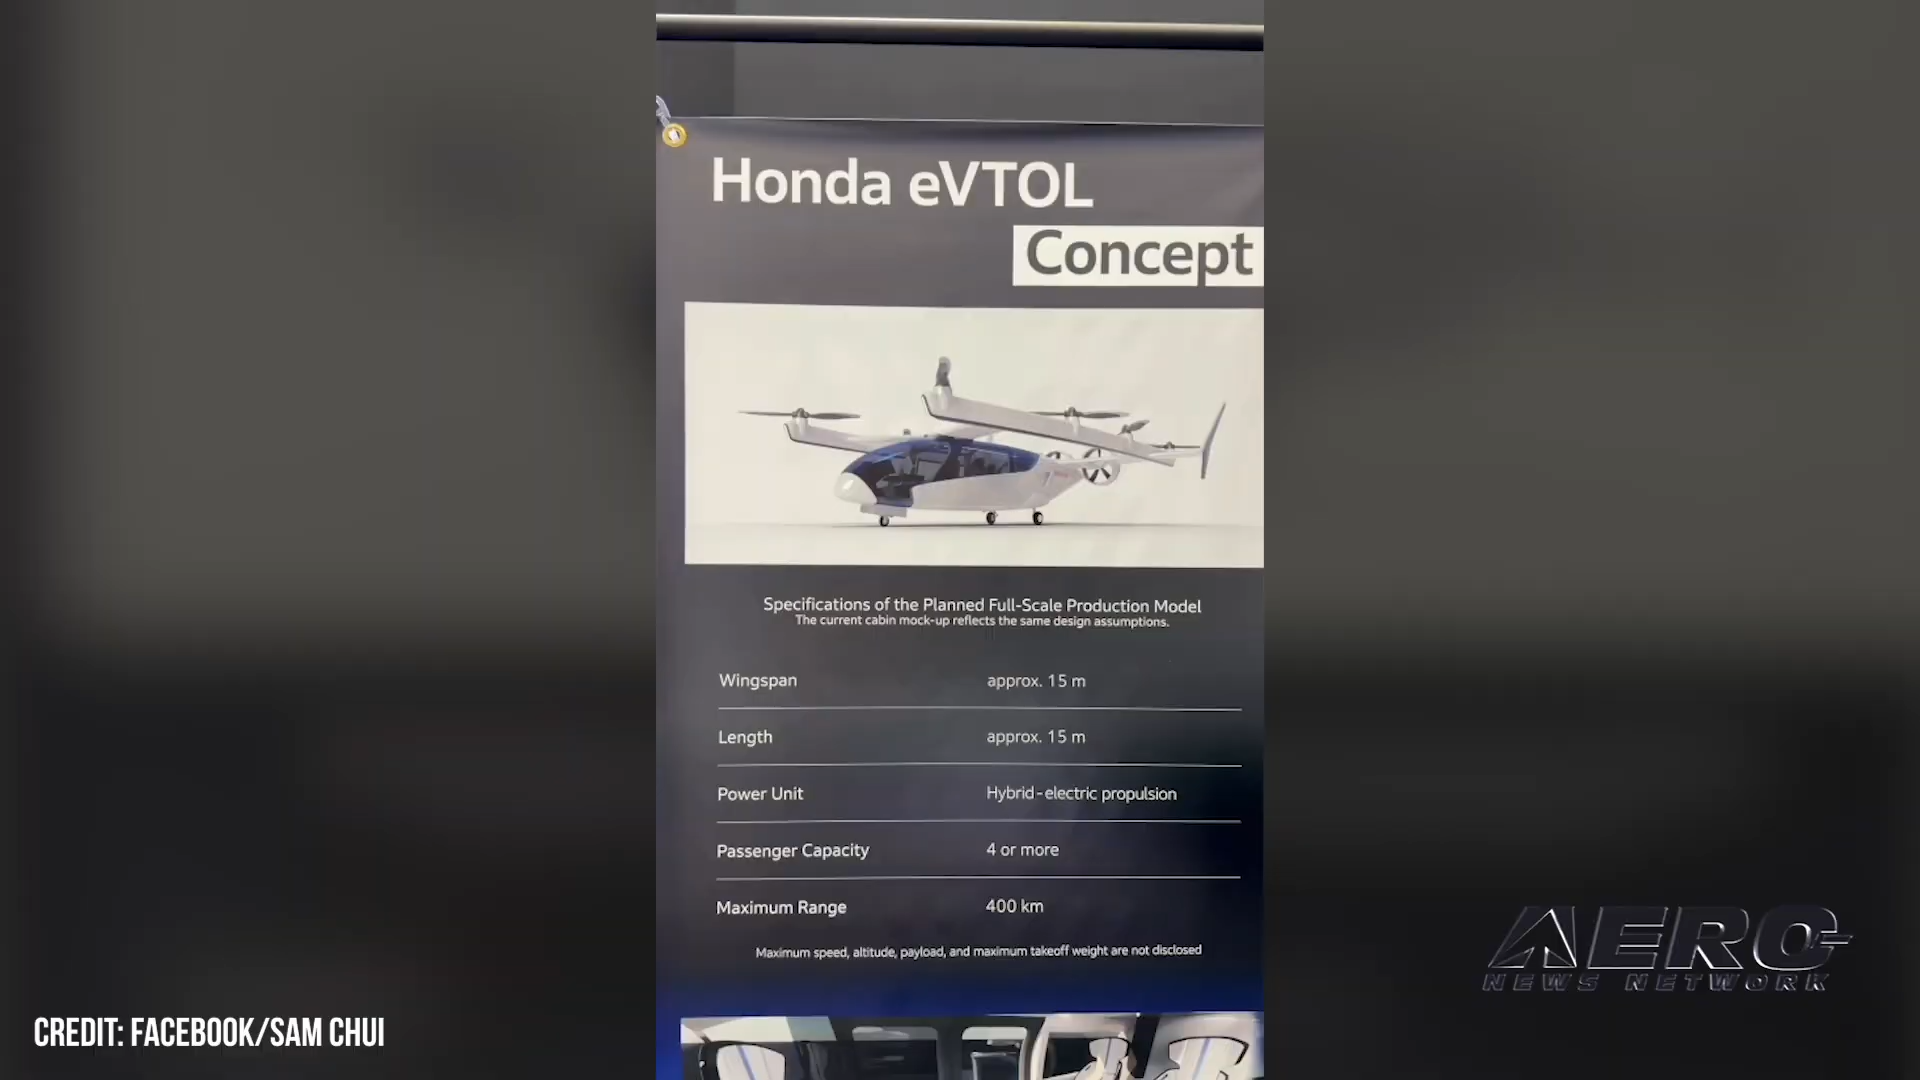 Honda eVTOL
Concept
Specifications of the Planned Full-Scale Production Model
The current cabin mock-up reflects the same design assumptions.
Wingspan approx. 15 m
Length approx. 15 m
Power Unit Hybrid-electric propulsion
Passenger Capacity 4 or more
Maximum Range 400 km
Maximum speed, altitude, payload, and maximum takeoff weight are not disclosed
CREDIT: FACEBOOK/SAM CHUI
AERO
NEWS NETWORK